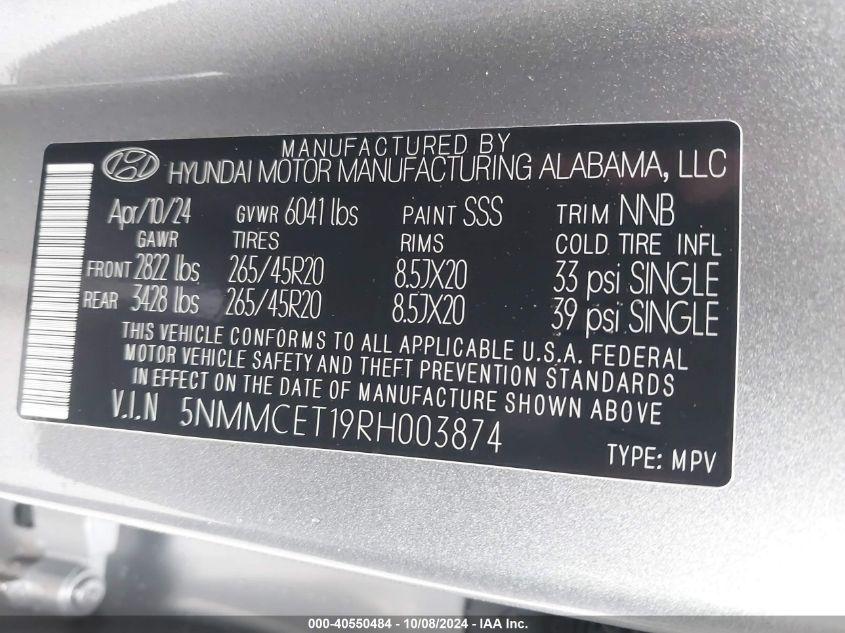 MANUFACTURED BY
HYUNDAI MOTOR MANUFACTURING ALABAMA, LLC
Apr/10/24 GVWR 6041 lbs PAINT SSS TRIM NNB
GAWR TIRES RIMS COLD TIRE INFL
FRONT 2822 lbs 265/45R20 8.5JX20 33 psi SINGLE
REAR 3428 lbs 265/45R20 8.5JX20 39 psi SINGLE
THIS VEHICLE CONFORMS TO ALL APPLICABLE U.S.A. FEDERAL
MOTOR VEHICLE SAFETY AND THEFT PREVENTION STANDARDS
IN EFFECT ON THE DATE OF MANUFACTURE SHOWN ABOVE
V.I.N 5NMMCET19RH003874
TYPE: MPV
000-40550484 - 10/08/2024 - IAA Inc.